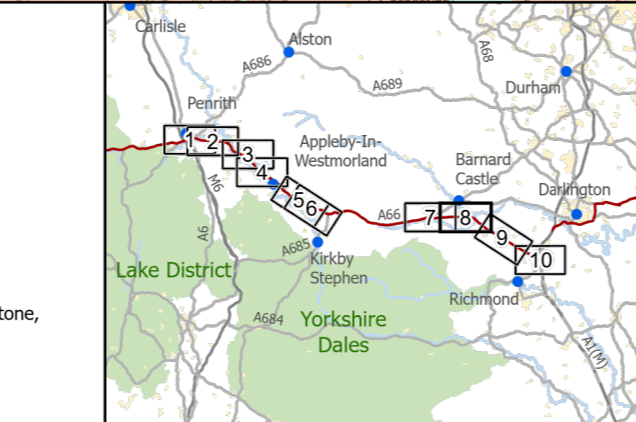 Carlisle
Alston
A686
A68
A689
Durham
Penrith
1
2
3
4
5
6
Appleby-In-
Westmorland
Barnard
Castle
Darlington
M6
A66
7
8
9
10
A6
A685
Kirkby
Stephen
Lake District
Richmond
tone,
A684
Yorkshire
Dales
A1(M)